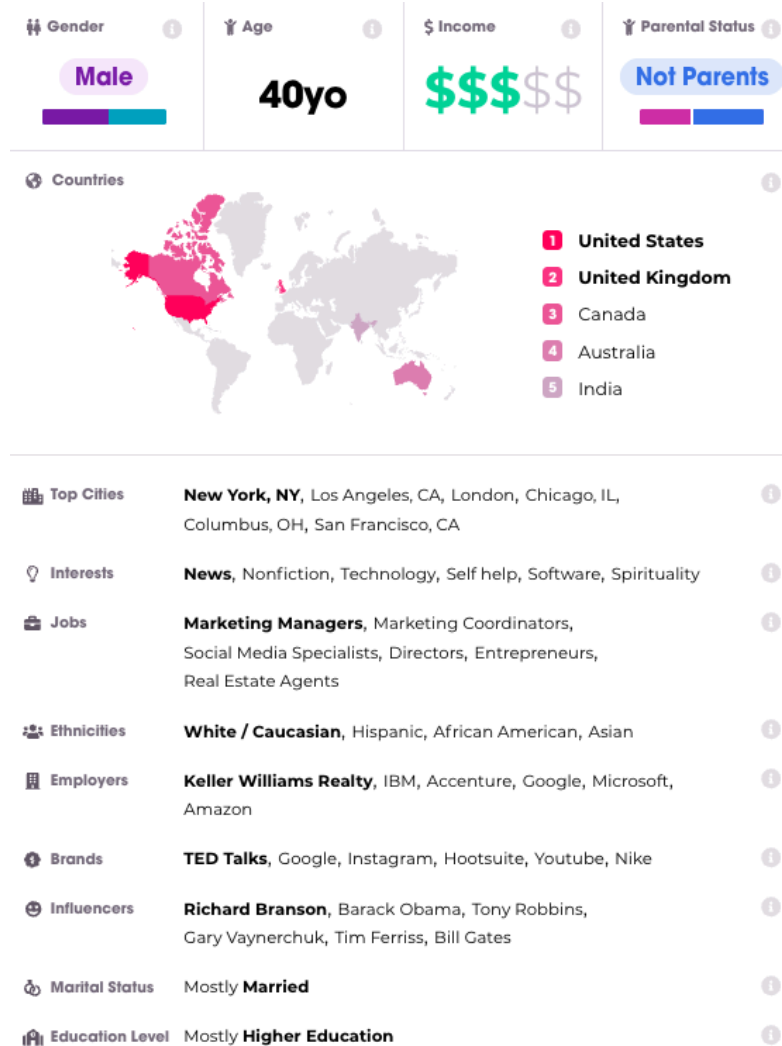 Gender
Age
$ Income
Parental Status
Male
40yo
$$$$$
Not Parents
Countries
1 United States
2 United Kingdom
3 Canada
4 Australia
5 India
Top Cities New York, NY, Los Angeles, CA, London, Chicago, IL,
Columbus, OH, San Francisco, CA
Interests News, Nonfiction, Technology, Self help, Software, Spirituality
Jobs Marketing Managers, Marketing Coordinators,
Social Media Specialists, Directors, Entrepreneurs,
Real Estate Agents
Ethnicities White / Caucasian, Hispanic, African American, Asian
Employers Keller Williams Realty, IBM, Accenture, Google, Microsoft,
Amazon
Brands TED Talks, Google, Instagram, Hootsuite, Youtube, Nike
Influencers Richard Branson, Barack Obama, Tony Robbins,
Gary Vaynerchuk, Tim Ferriss, Bill Gates
Marital Status Mostly Married
Education Level Mostly Higher Education